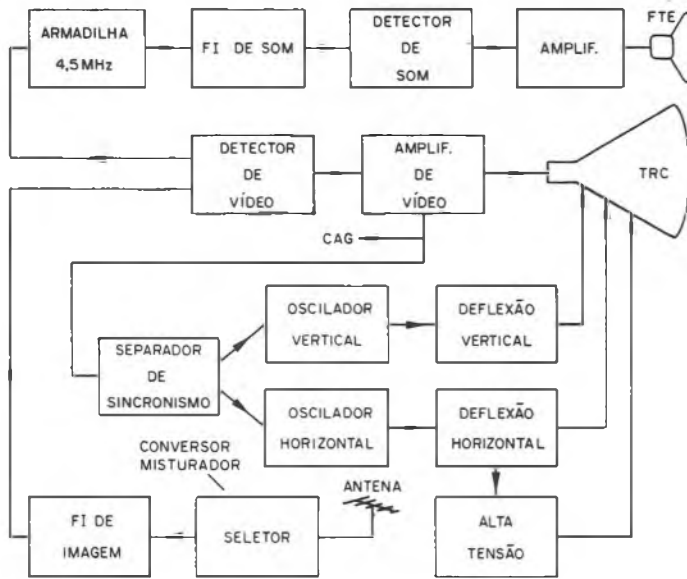 ARMADILHA
4,5MHz
FI DE SOM
DETECTOR
DE
SOM
AMPLIF.
FTE
DETECTOR
DE
VÍDEO
AMPLIF.
DE
VÍDEO
TRC
CAG
SEPARADOR
DE
SINCRONISMO
OSCILADOR
VERTICAL
DEFLEXÃO
VERTICAL
OSCILADOR
HORIZONTAL
DEFLEXÃO
HORIZONTAL
CONVERSOR
MISTURADOR
ANTENA
FI DE
IMAGEM
SELETOR
ALTA
TENSÃO